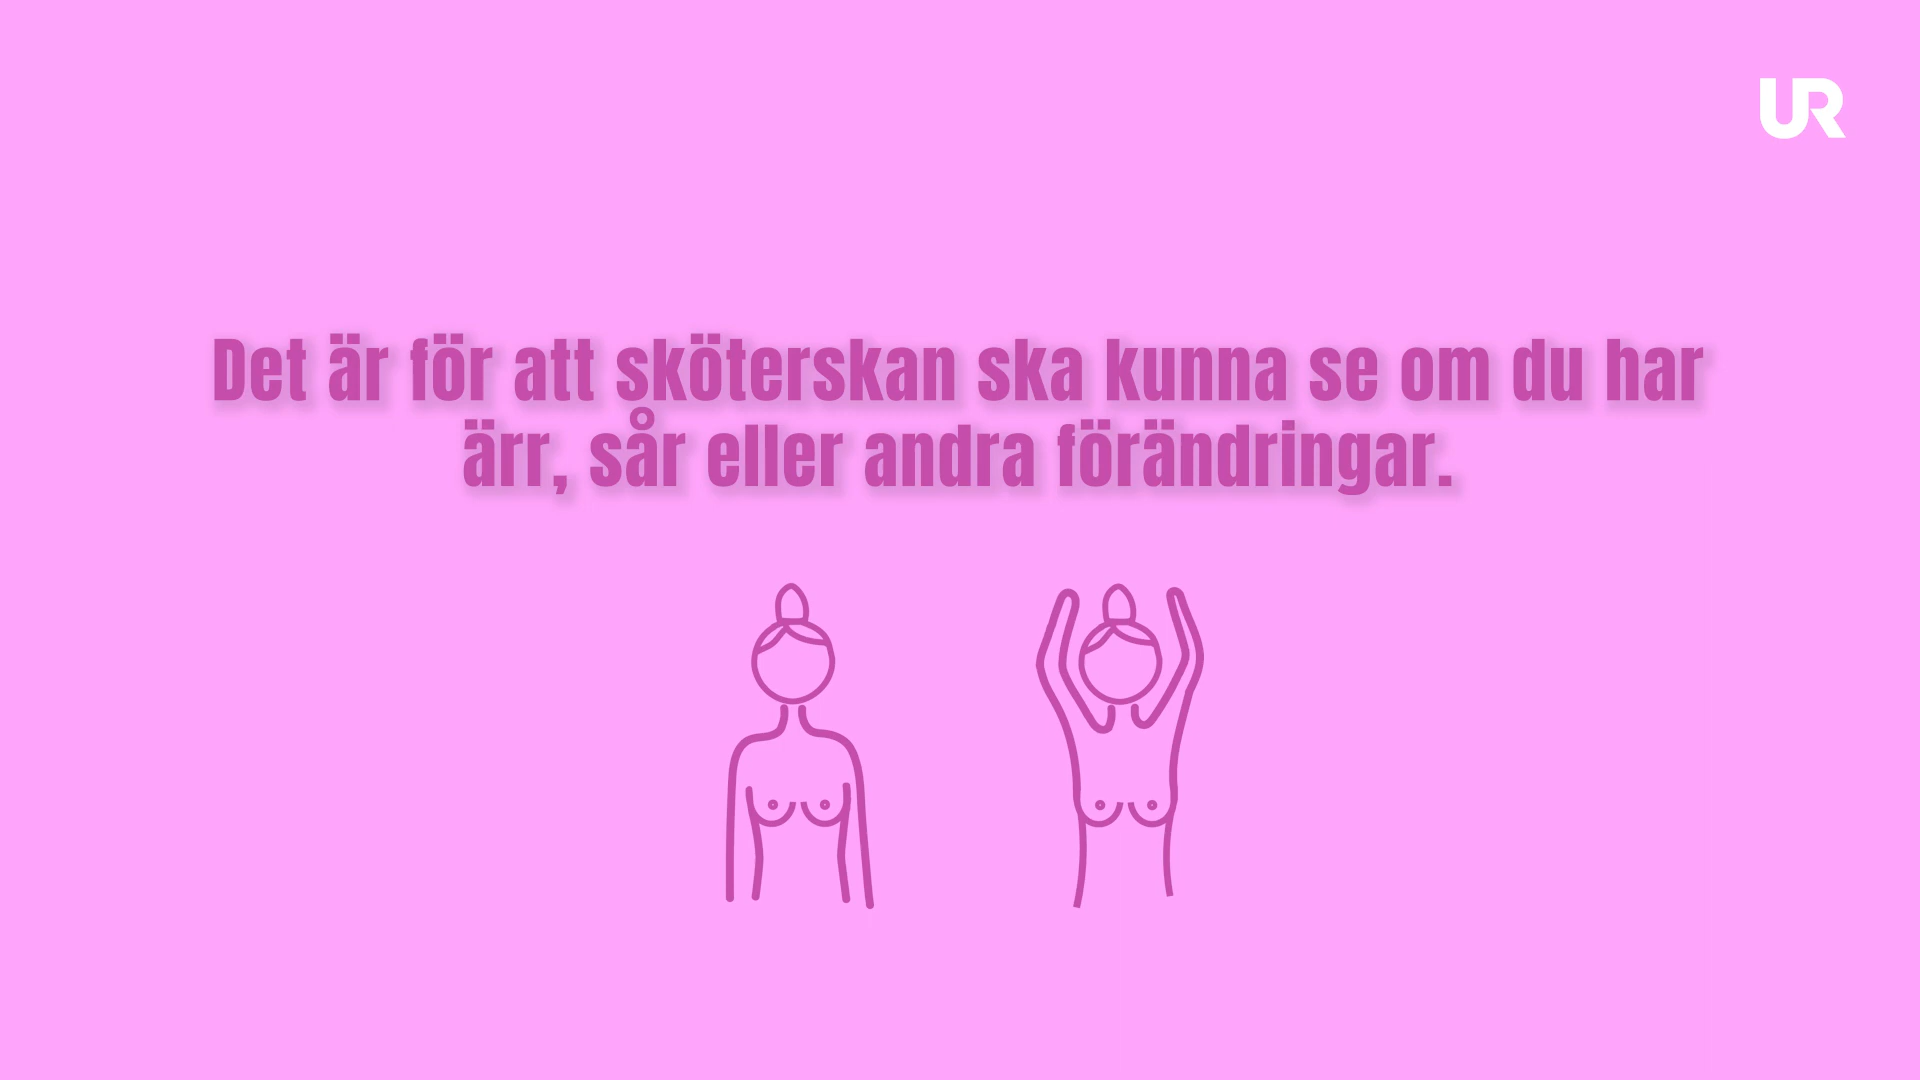 UR
Det är för att sköterskan ska kunna se om du har
ärr, sår eller andra förändringar.